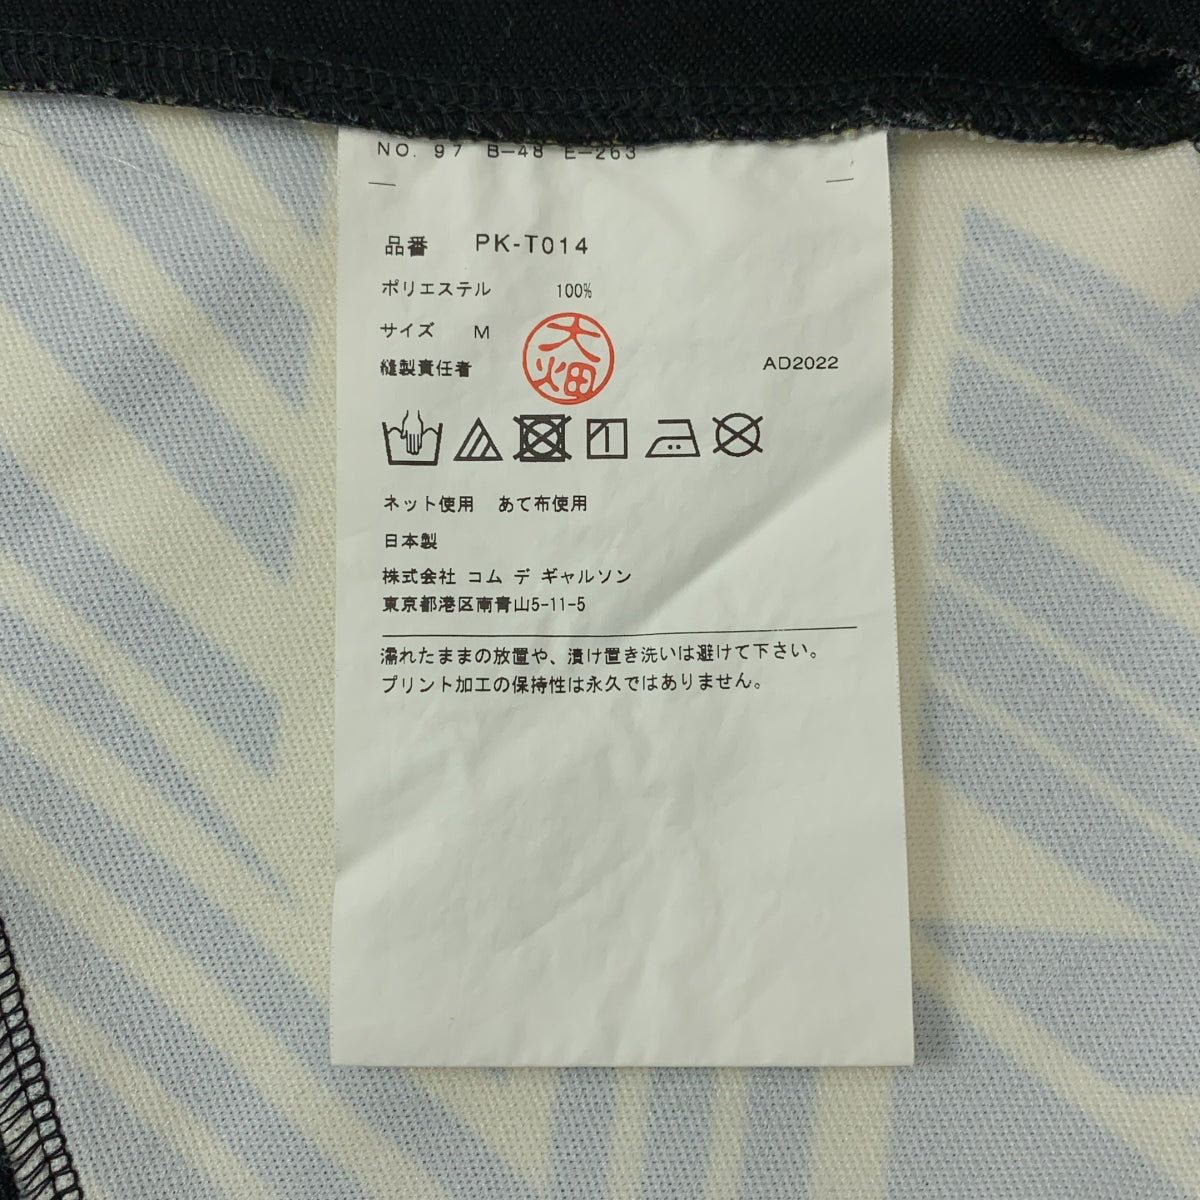 NO. 97 B-48 E-263
品番 PK-T014
ポリエステル 100%
サイズ M
縫製責任者 大畑 AD2022
ネット使用 あて布使用
日本製
株式会社 コム デ ギャルソン
東京都港区南青山5-11-5
濡れたままの放置や、漬け置き洗いは避けて下さい。
プリント加工の保持性は永久ではありません。